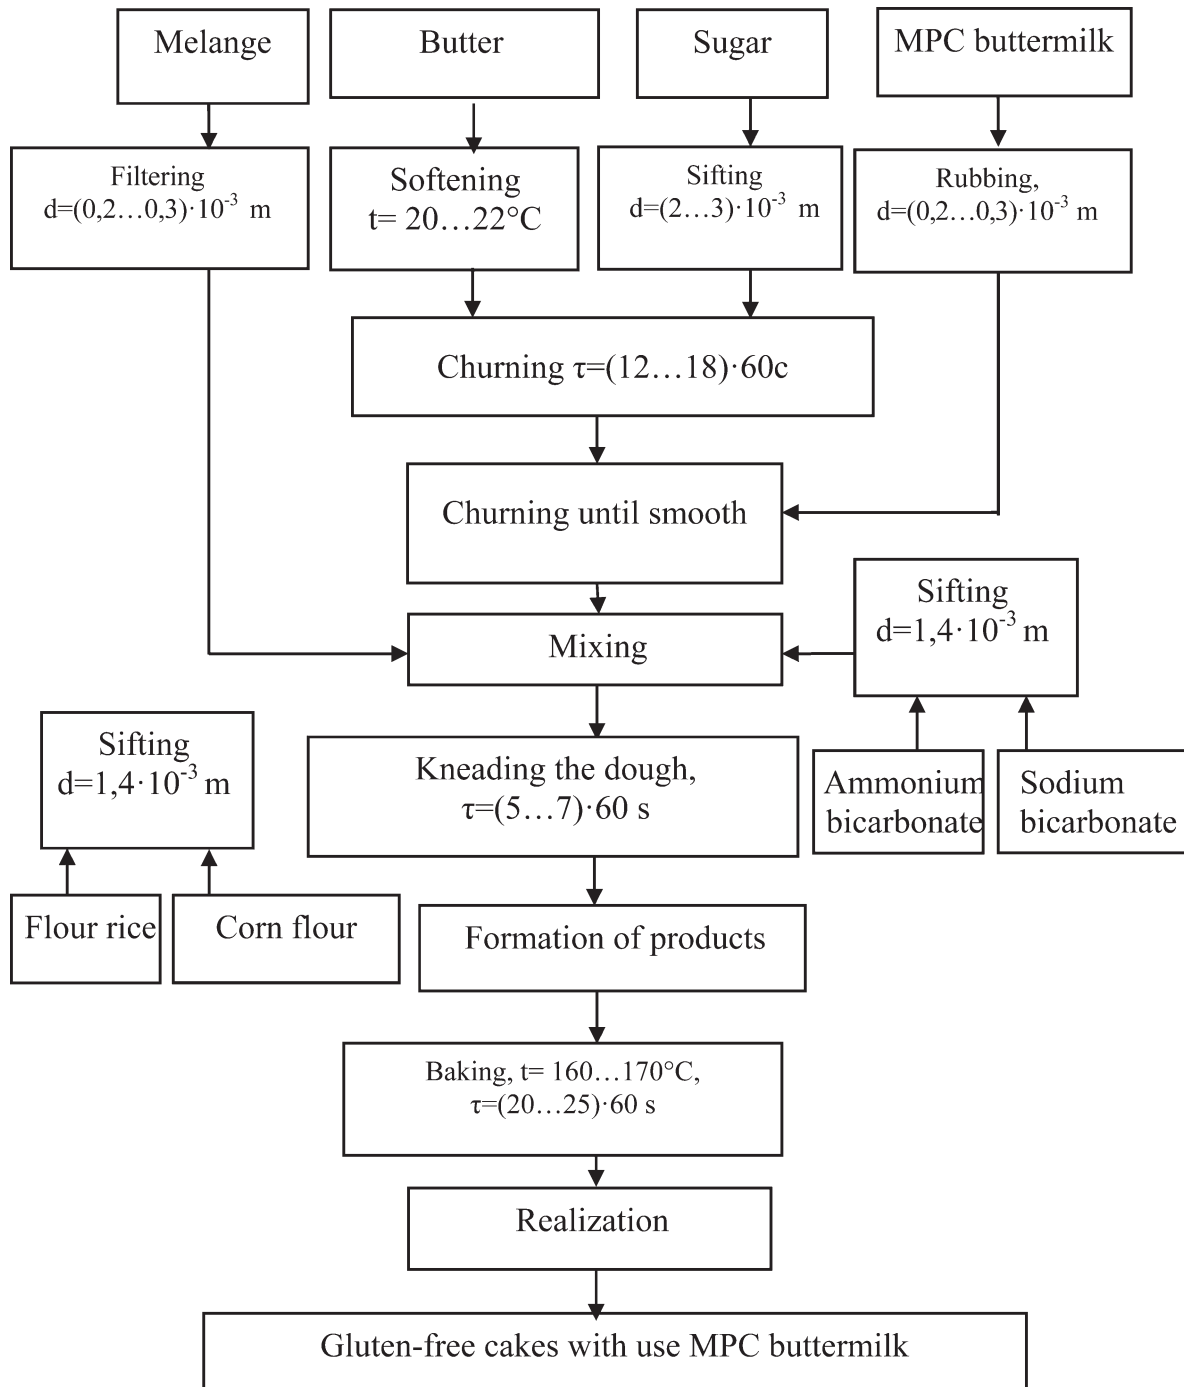 Melange
Butter
Sugar
MPC buttermilk
Filtering
d=(0,2…0,3)·10⁻³ m
Softening
t= 20…22°C
Sifting
d=(2…3)·10⁻³ m
Rubbing,
d=(0,2…0,3)·10⁻³ m
Churning τ=(12…18)·60c
Churning until smooth
Sifting
d=1,4·10⁻³ m
Mixing
Sifting
d=1,4·10⁻³ m
Kneading the dough,
τ=(5…7)·60 s
Ammonium
bicarbonate
Sodium
bicarbonate
Flour rice
Corn flour
Formation of products
Baking, t= 160…170°C,
τ=(20…25)·60 s
Realization
Gluten-free cakes with use MPC buttermilk